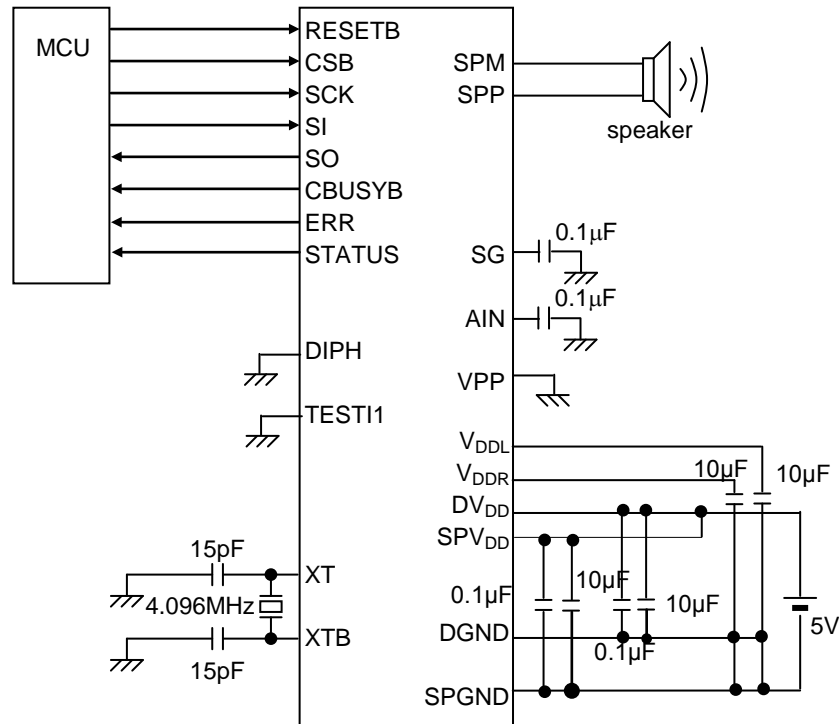 MCU
RESETB
CSB
SCK
SI
SO
CBUSYB
ERR
STATUS
DIPH
TESTI1
15pF
XT
4.096MHz
XTB
15pF
SPM
SPP
speaker
0.1μF
SG
0.1μF
AIN
VPP
VDDL
10μF
10μF
VDDR
DVDD
SPVDD
0.1μF
10μF
10μF
5V
DGND
0.1μF
SPGND